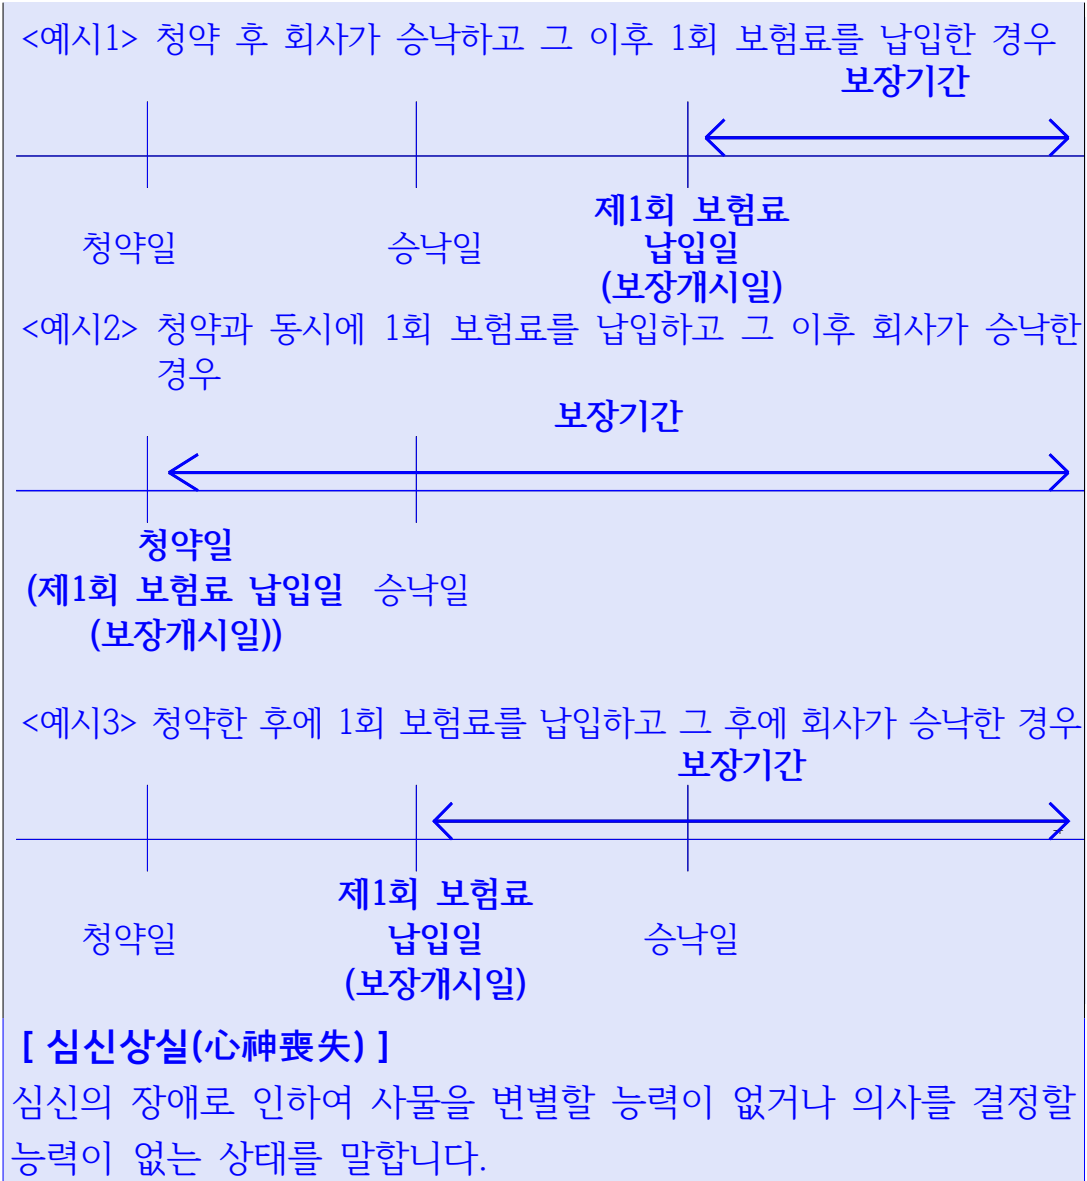 <예시1> 청약 후 회사가 승낙하고 그 이후 1회 보험료를 납입한 경우
보장기간
제1회 보험료
청약일 승낙일 납입일
(보장개시일)
<예시2> 청약과 동시에 1회 보험료를 납입하고 그 이후 회사가 승낙한
경우
보장기간
청약일
(제1회 보험료 납입일 승낙일
(보장개시일))
<예시3> 청약한 후에 1회 보험료를 납입하고 그 후에 회사가 승낙한 경우
보장기간
제1회 보험료
청약일 납입일 승낙일
(보장개시일)
[ 심신상실(心神喪失) ]
심신의 장애로 인하여 사물을 변별할 능력이 없거나 의사를 결정할
능력이 없는 상태를 말합니다.